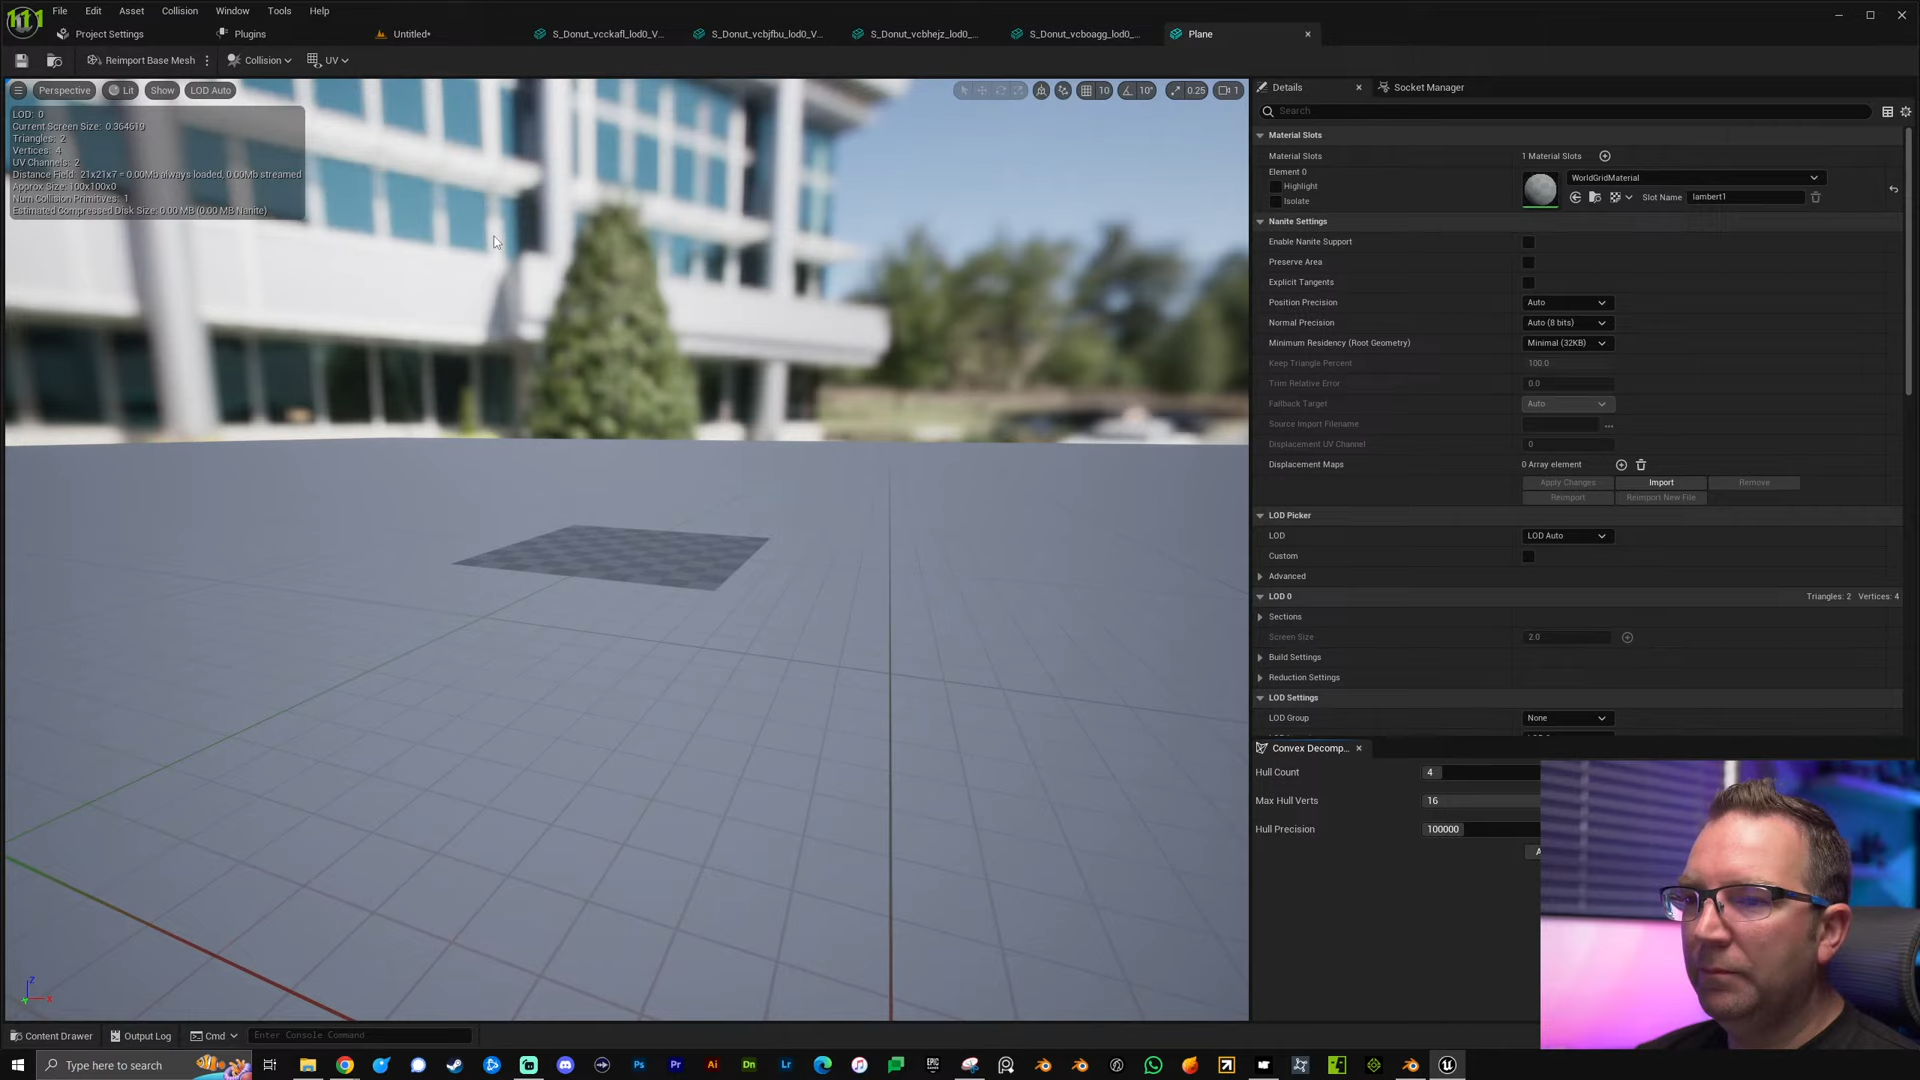 File Edit Asset Collision Window Tools Help
Project Settings Plugins Untitled* S_Donut_vcckafl_lod0_V... S_Donut_vcbjfbu_lod0_V... S_Donut_vcbhejz_lod0_... S_Donut_vcboagg_lod0_... Plane
Reimport Base Mesh Collision UV
Perspective Lit Show LOD Auto 10 10° 0.25 1
LOD: 0
Current Screen Size: 0.364619
Triangles: 2
Vertices: 4
UV Channels: 2
Distance Field: 21x21x7 = 0.00Mb always loaded, 0.00Mb streamed
Approx Size: 100x100x0
Num Collision Primitives: 1
Estimated Compressed Disk Size: 0.00 MB (0.00 MB Nanite)
Details Socket Manager
Search
Material Slots
Material Slots 1 Material Slots
Element 0 WorldGridMaterial
Highlight
Isolate Slot Name lambert1
Nanite Settings
Enable Nanite Support
Preserve Area
Explicit Tangents
Position Precision Auto
Normal Precision Auto (8 bits)
Minimum Residency (Root Geometry) Minimal (32KB)
Keep Triangle Percent 100.0
Trim Relative Error 0.0
Fallback Target Auto
Source Import Filename ...
Displacement UV Channel 0
Displacement Maps 0 Array element
Apply Changes Import Remove
Reimport Reimport New File
LOD Picker
LOD LOD Auto
Custom
Advanced
LOD 0 Triangles: 2 Vertices: 4
Sections
Screen Size 2.0
Build Settings
Reduction Settings
LOD Settings
LOD Group None
Convex Decomp...
Hull Count 4
Max Hull Verts 16
Hull Precision 100000
Z
X
Content Drawer Output Log Cmd Enter Console Command
Type here to search Ps Pr Ai Dn Lr EPIC GAMES